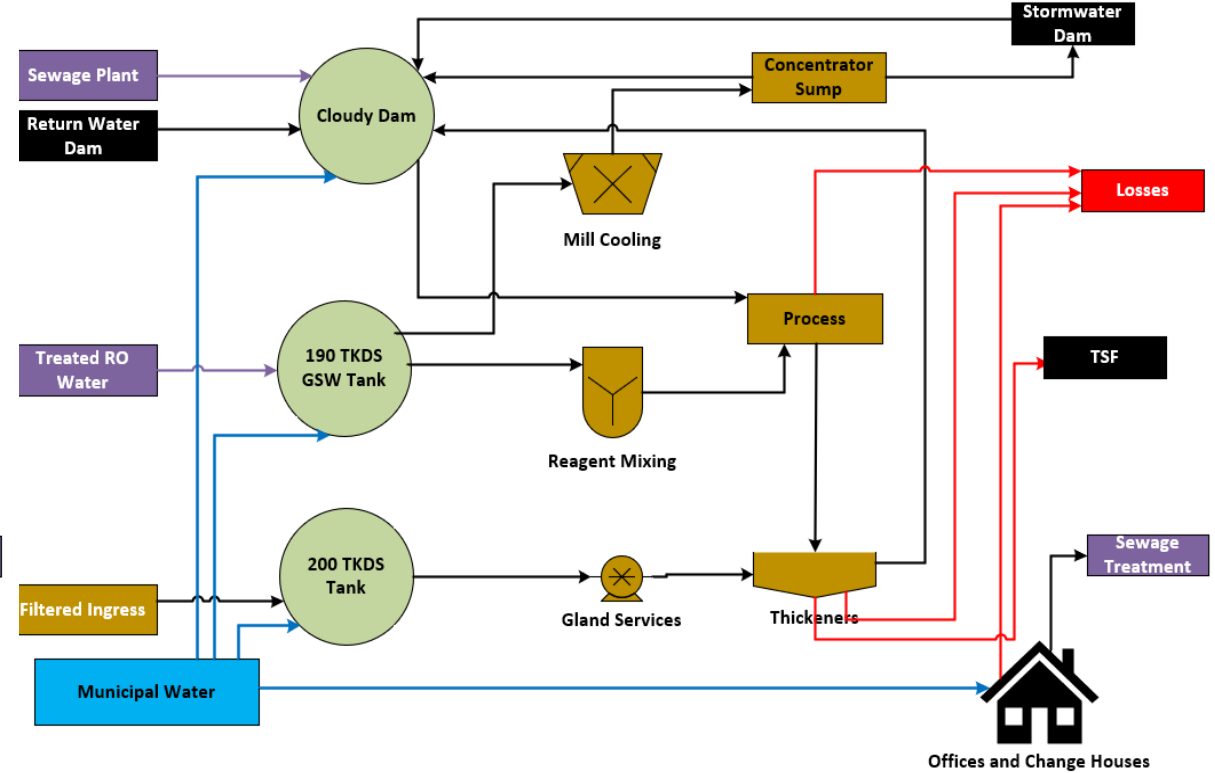 Stormwater
Dam
Sewage Plant
Concentrator
Sump
Cloudy Dam
Return Water
Dam
Losses
Mill Cooling
Process
190 TKDS
GSW Tank
Treated RO
Water
TSF
Reagent Mixing
200 TKDS
Tank
Sewage
Treatment
Filtered Ingress
Gland Services
Thickeners
Municipal Water
Offices and Change Houses